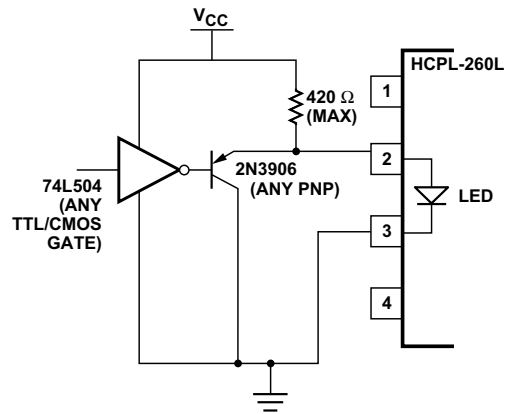 VCC
HCPL-260L
1
420 Ω
(MAX)
2
2N3906
(ANY PNP)
74L504
(ANY
TTL/CMOS
GATE)
LED
3
4